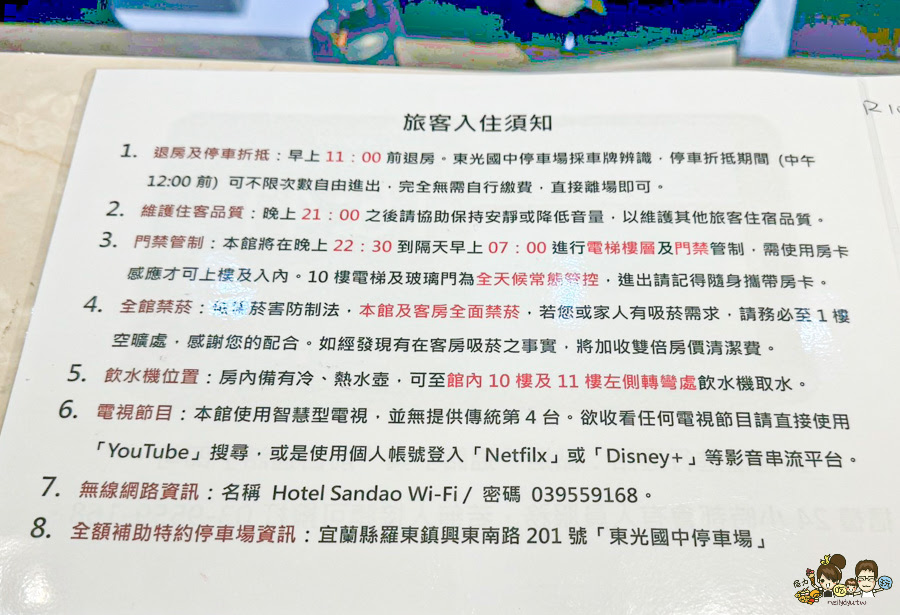 旅客入住須知
1. 退房及停車折抵：早上 11：00 前退房。東光國中停車場採車牌辨識，停車折抵期間 (中午
12:00 前) 可不限次數自由進出，完全無需自行繳費，直接離場即可。
2. 維護住客品質：晚上 21：00 之後請協助保持安靜或降低音量，以維護其他旅客住宿品質。
3. 門禁管制：本館將在晚上 22：30 到隔天早上 07：00 進行電梯樓層及門禁管制，需使用房卡
感應才可上樓及入內。10 樓電梯及玻璃門為全天候常態管控，進出請記得隨身攜帶房卡。
4. 全館禁菸：菸害防制法，本館及客房全面禁菸，若您或家人有吸菸需求，請務必至 1 樓
空曠處，感謝您的配合。如經發現有在客房吸菸之事實，將加收雙倍房價清潔費。
5. 飲水機位置：房內備有冷、熱水壺，可至館內 10 樓及 11 樓左側轉彎處飲水機取水。
6. 電視節目：本館使用智慧型電視，並無提供傳統第 4 台。欲收看任何電視節目請直接使用
「YouTube」搜尋，或是使用個人帳號登入「Netfilx」或「Disney+」等影音串流平台。
7. 無線網路資訊：名稱 Hotel Sandao Wi-Fi / 密碼 039559168。
8. 全額補助特約停車場資訊：宜蘭縣羅東鎮興東南路 201 號「東光國中停車場」